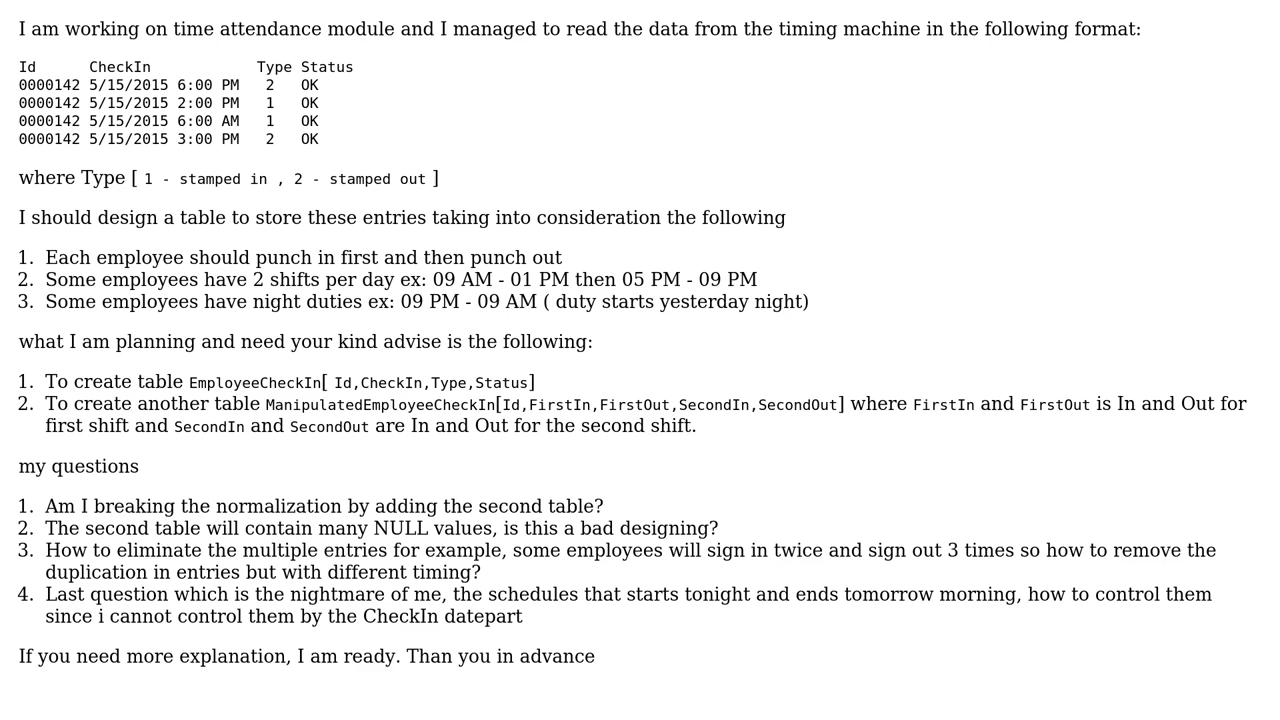 I am working on time attendance module and I managed to read the data from the timing machine in the following format:
Id      CheckIn            Type Status
0000142 5/15/2015 6:00 PM   2   OK
0000142 5/15/2015 2:00 PM   1   OK
0000142 5/15/2015 6:00 AM   1   OK
0000142 5/15/2015 3:00 PM   2   OK
where Type [ 1 - stamped in , 2 - stamped out ]
I should design a table to store these entries taking into consideration the following
1. Each employee should punch in first and then punch out
2. Some employees have 2 shifts per day ex: 09 AM - 01 PM then 05 PM - 09 PM
3. Some employees have night duties ex: 09 PM - 09 AM ( duty starts yesterday night)
what I am planning and need your kind advise is the following:
1. To create table EmployeeCheckIn[ Id,CheckIn,Type,Status]
2. To create another table ManipulatedEmployeeCheckIn[Id,FirstIn,FirstOut,SecondIn,SecondOut] where FirstIn and FirstOut is In and Out for
first shift and SecondIn and SecondOut are In and Out for the second shift.
my questions
1. Am I breaking the normalization by adding the second table?
2. The second table will contain many NULL values, is this a bad designing?
3. How to eliminate the multiple entries for example, some employees will sign in twice and sign out 3 times so how to remove the
duplication in entries but with different timing?
4. Last question which is the nightmare of me, the schedules that starts tonight and ends tomorrow morning, how to control them
since i cannot control them by the CheckIn datepart
If you need more explanation, I am ready. Than you in advance